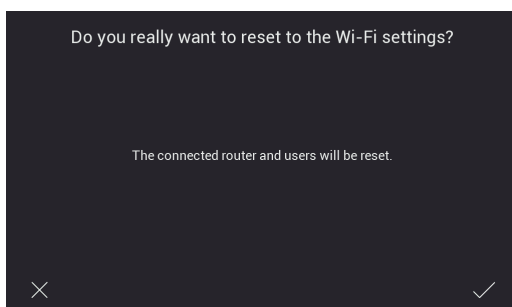 Do you really want to reset to the Wi-Fi settings?
The connected router and users will be reset.